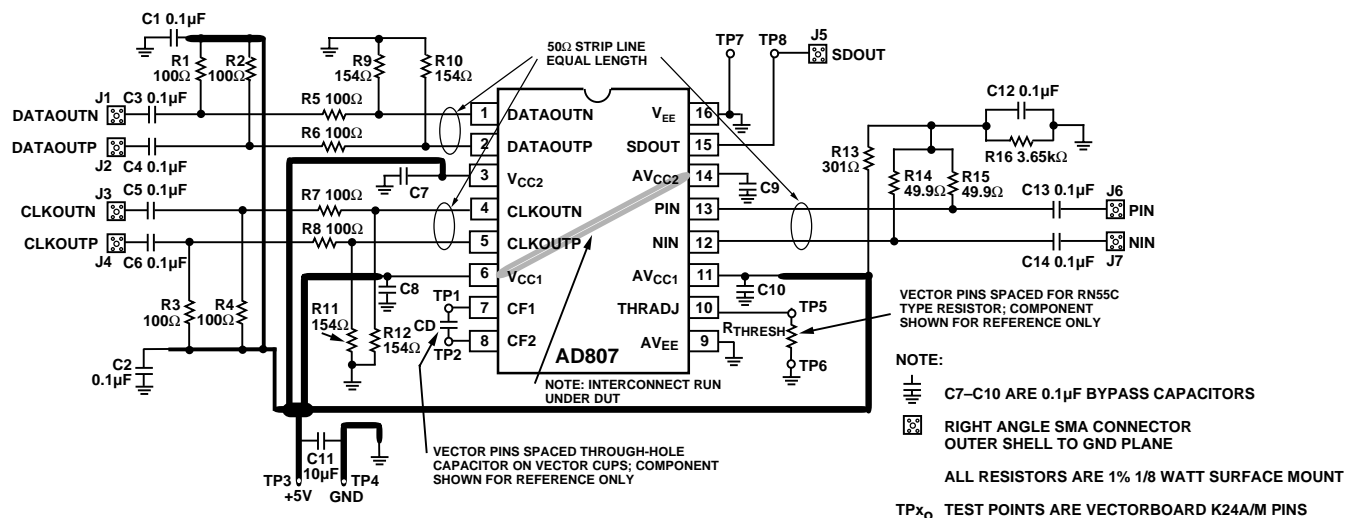 C1 0.1µF
R1
100Ω
R2
100Ω
R9
154Ω
R10
154Ω
50Ω STRIP LINE
EQUAL LENGTH
TP7
TP8
J5
SDOUT
J1
C3 0.1µF
DATAOUTN
R5 100Ω
1
DATAOUTN
VEE
16
C12 0.1µF
R6 100Ω
DATAOUTP
J2
C4 0.1µF
2
DATAOUTP
SDOUT
15
R13
301Ω
R16 3.65kΩ
J3
C5 0.1µF
C7
3
VCC2
AVCC2
14
C9
R14
49.9Ω
R15
49.9Ω
CLKOUTN
R7 100Ω
4
CLKOUTN
PIN
13
C13 0.1µF
J6
PIN
CLKOUTP
R8 100Ω
5
CLKOUTP
NIN
12
NIN
J4
C6 0.1µF
C14 0.1µF
J7
C8
6
VCC1
AVCC1
11
C10
R3
100Ω
R4
100Ω
R11
154Ω
R12
154Ω
TP1
CD
TP2
7
CF1
THRADJ
10
TP5
RTHRESH
VECTOR PINS SPACED FOR RN55C
TYPE RESISTOR; COMPONENT
SHOWN FOR REFERENCE ONLY
8
CF2
AVEE
9
AD807
TP6
C2
0.1µF
NOTE: INTERCONNECT RUN
UNDER DUT
NOTE:
C7–C10 ARE 0.1µF BYPASS CAPACITORS
RIGHT ANGLE SMA CONNECTOR
OUTER SHELL TO GND PLANE
C11
10µF
TP3
+5V
TP4
GND
VECTOR PINS SPACED THROUGH-HOLE
CAPACITOR ON VECTOR CUPS; COMPONENT
SHOWN FOR REFERENCE ONLY
ALL RESISTORS ARE 1% 1/8 WATT SURFACE MOUNT
TPx TEST POINTS ARE VECTORBOARD K24A/M PINS